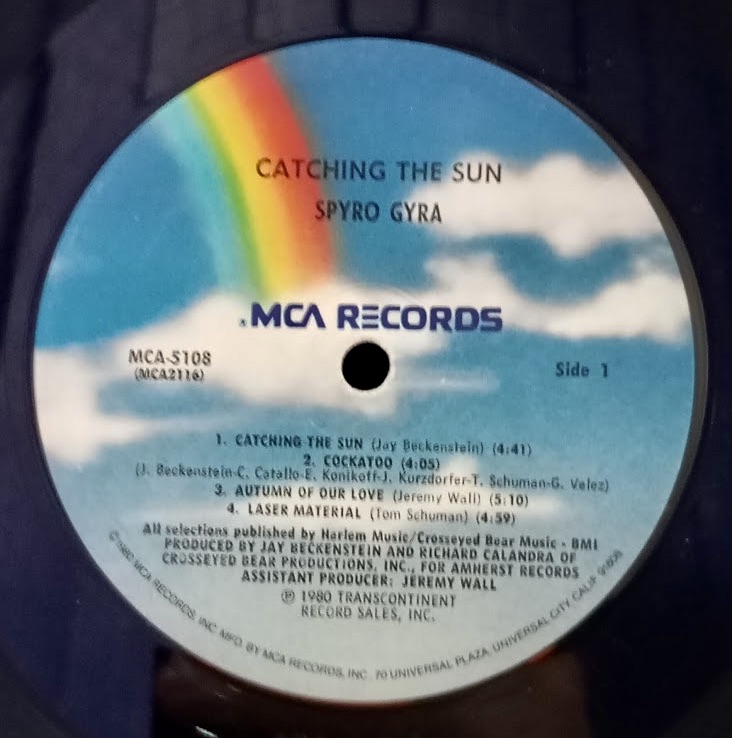 CATCHING THE SUN
SPYRO GYRA
MCA RECORDS
MCA-5108
(MCA2116)
Side 1
1. CATCHING THE SUN (Jay Beckenstein) (4:41)
2. COCKATOO (4:05)
(J. Beckenstein-C. Catallo-E. Konikoff-J. Kurzdorfer-T. Schuman-G. Velez)
3. AUTUMN OF OUR LOVE (Jeremy Wall) (5:10)
4. LASER MATERIAL (Tom Schuman) (4:59)
All selections published by Harlem Music/Crosseyed Bear Music - BMI
PRODUCED BY JAY BECKENSTEIN AND RICHARD CALANDRA OF
CROSSEYED BEAR PRODUCTIONS, INC., FOR AMHERST RECORDS
ASSISTANT PRODUCER: JEREMY WALL
℗ 1980 TRANSCONTINENT
RECORD SALES, INC.
© 1980 MCA RECORDS, INC. MFD. BY MCA RECORDS, INC. 70 UNIVERSAL PLAZA, UNIVERSAL CITY, CALIF. 91608